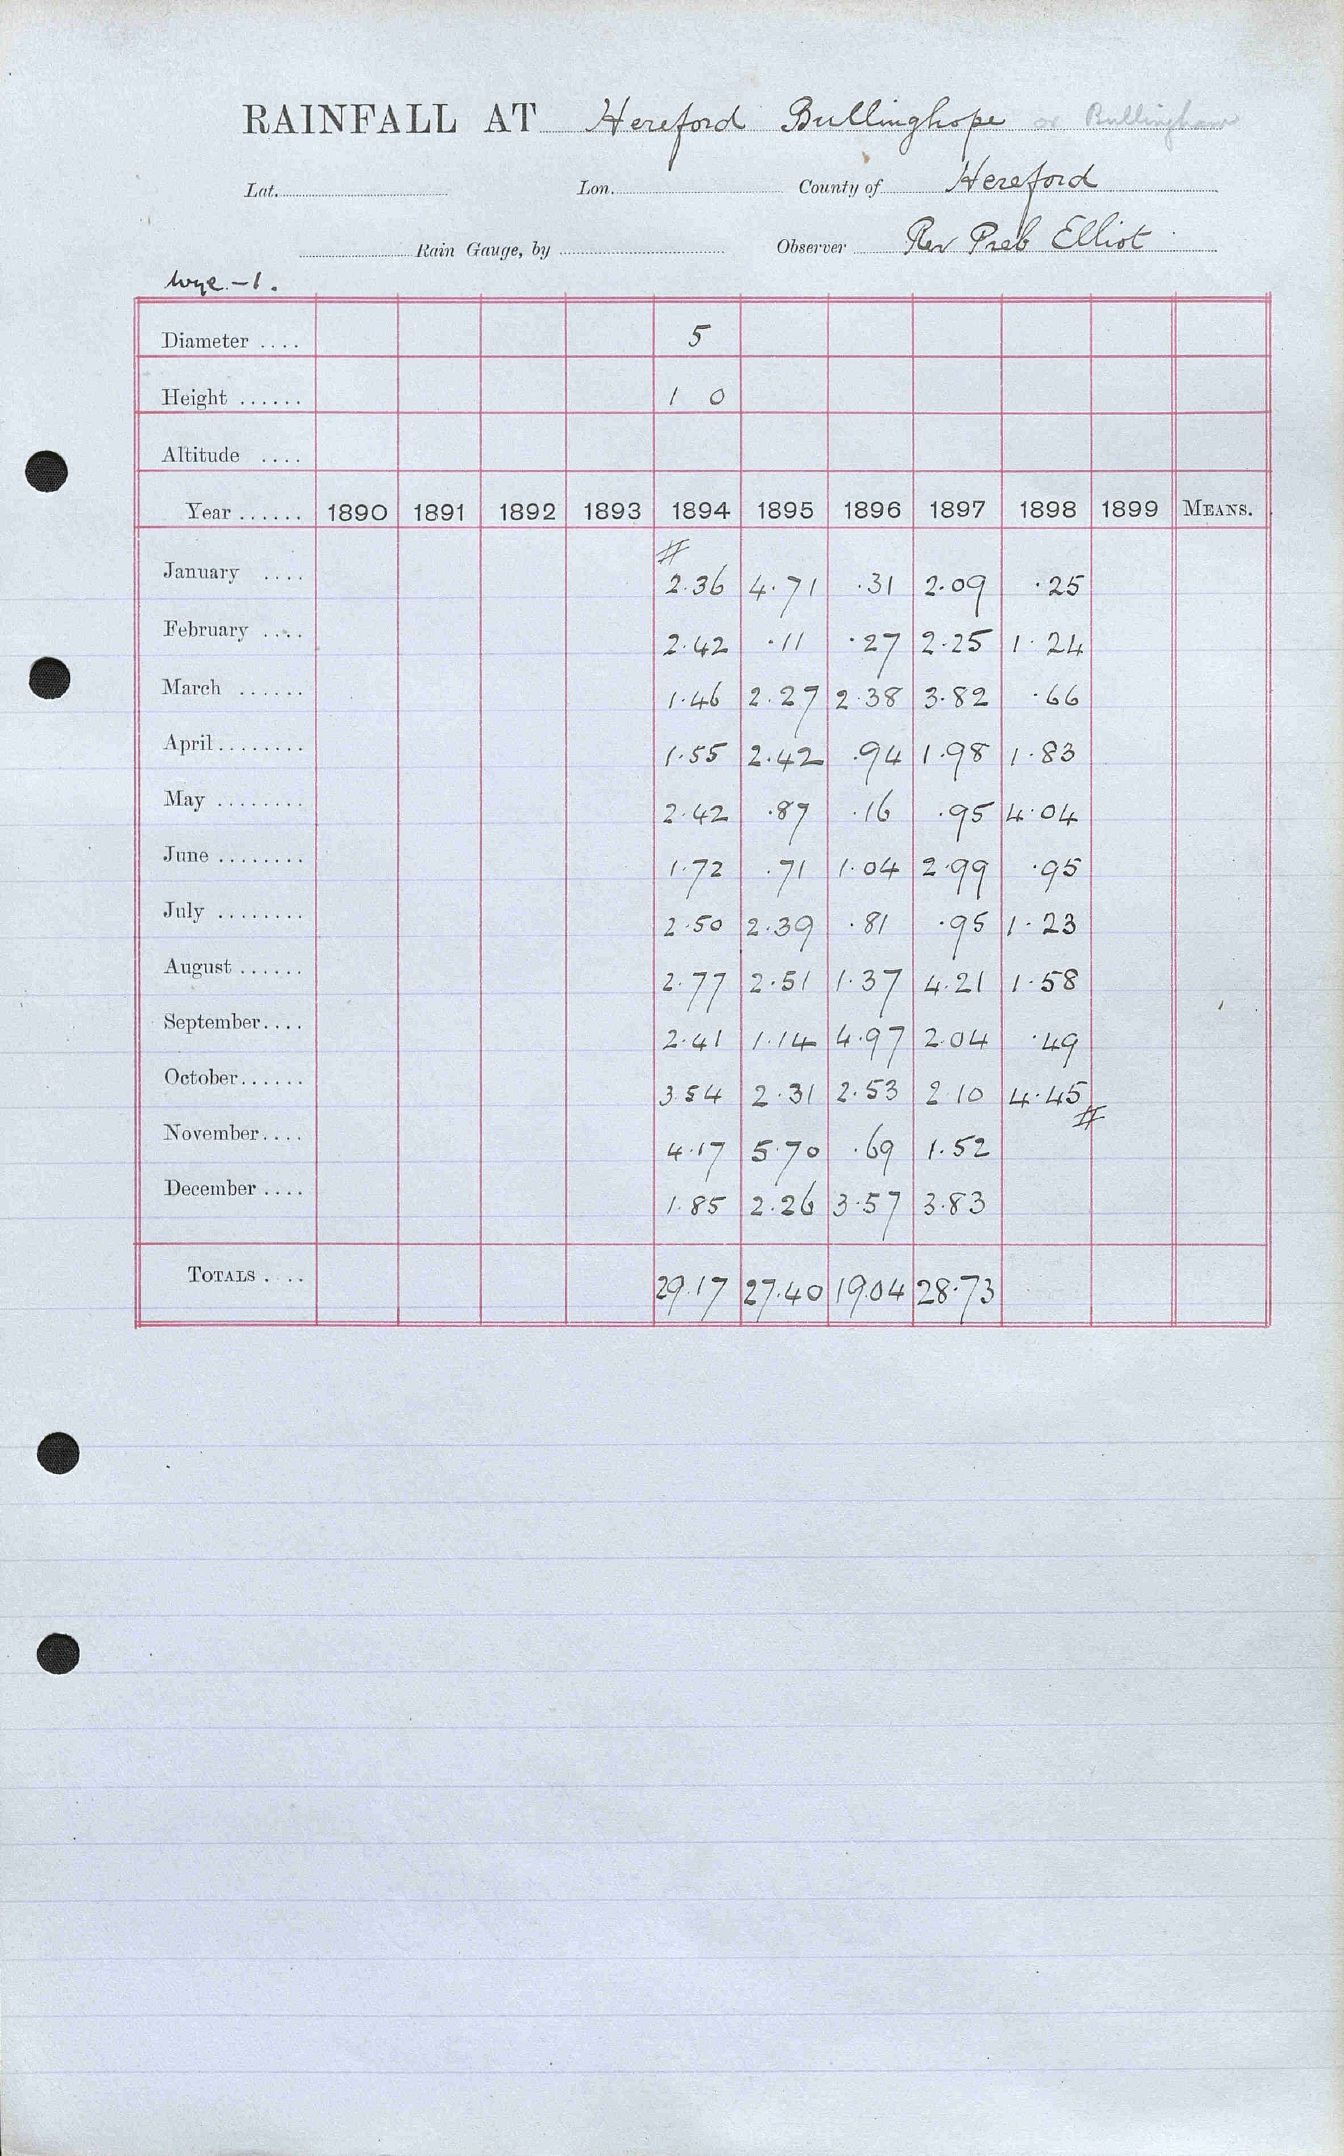 RAINFALL AT Hereford Bullinghope or Bullingham
Lat. Lon. County of Hereford
Rain Gauge, by Observer Rev Preb Elliot
Wye - 1.
Diameter .... 5
Height ...... 1 0
Altitude ....
Year ...... 1890 1891 1892 1893 1894 1895 1896 1897 1898 1899 MEANS.
#
January .... 2.36 4.71 .31 2.09 .25
February .... 2.42 .11 .27 2.25 1.24
March ...... 1.46 2.27 2.38 3.82 .66
April ........ 1.55 2.42 .94 1.98 1.83
May ........ 2.42 .87 .16 .95 4.04
June ........ 1.72 .71 1.04 2.99 .95
July ........ 2.50 2.39 .81 .95 1.23
August ...... 2.77 2.51 1.37 4.21 1.58
September .... 2.41 1.14 4.97 2.04 .49
October ...... 3.54 2.31 2.53 2.10 4.45
#
November .... 4.17 5.70 .69 1.52
December .... 1.85 2.26 3.57 3.83
TOTALS .... 29.17 27.40 19.04 28.73